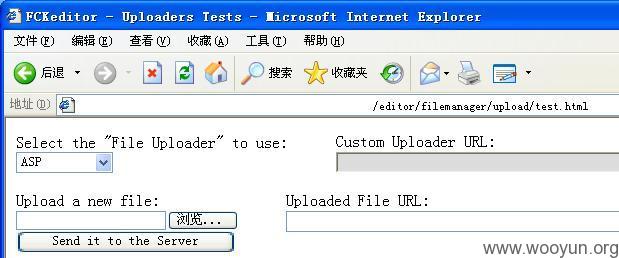 FCKeditor - Uploaders Tests - Microsoft Internet Explorer
文件(F) 编辑(E) 查看(V) 收藏(A) 工具(T) 帮助(H)
后退 搜索 收藏夹
地址(D) /editor/filemanager/upload/test.html
Select the "File Uploader" to use: Custom Uploader URL:
ASP
Upload a new file: Uploaded File URL:
浏览...
Send it to the Server
www.wooyun.org